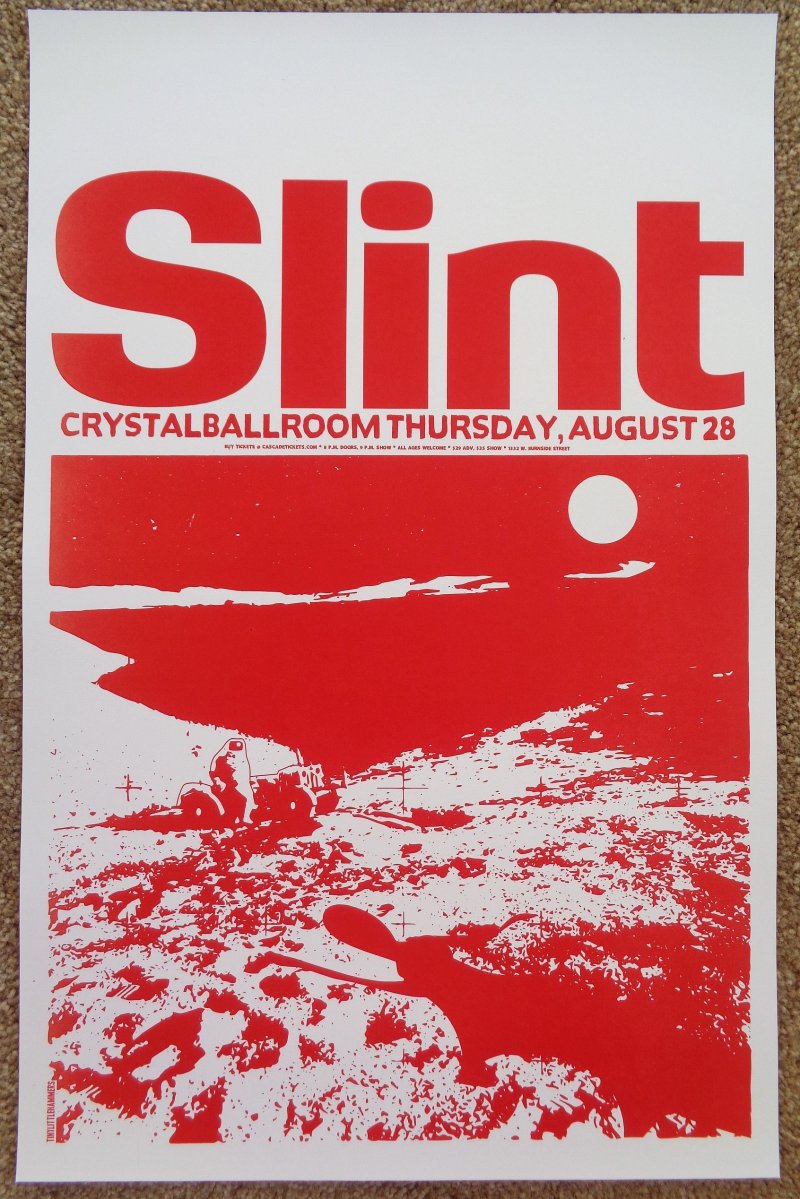 Slint
CRYSTALBALLROOM THURSDAY, AUGUST 28
BUY TICKETS @ CASCADETICKETS.COM * 8 P.M. DOORS, 9 P.M. SHOW * ALL AGES WELCOME * $29 ADV, $35 SHOW * 1332 W. BURNSIDE STREET
TINYLITTLEHAMMERS